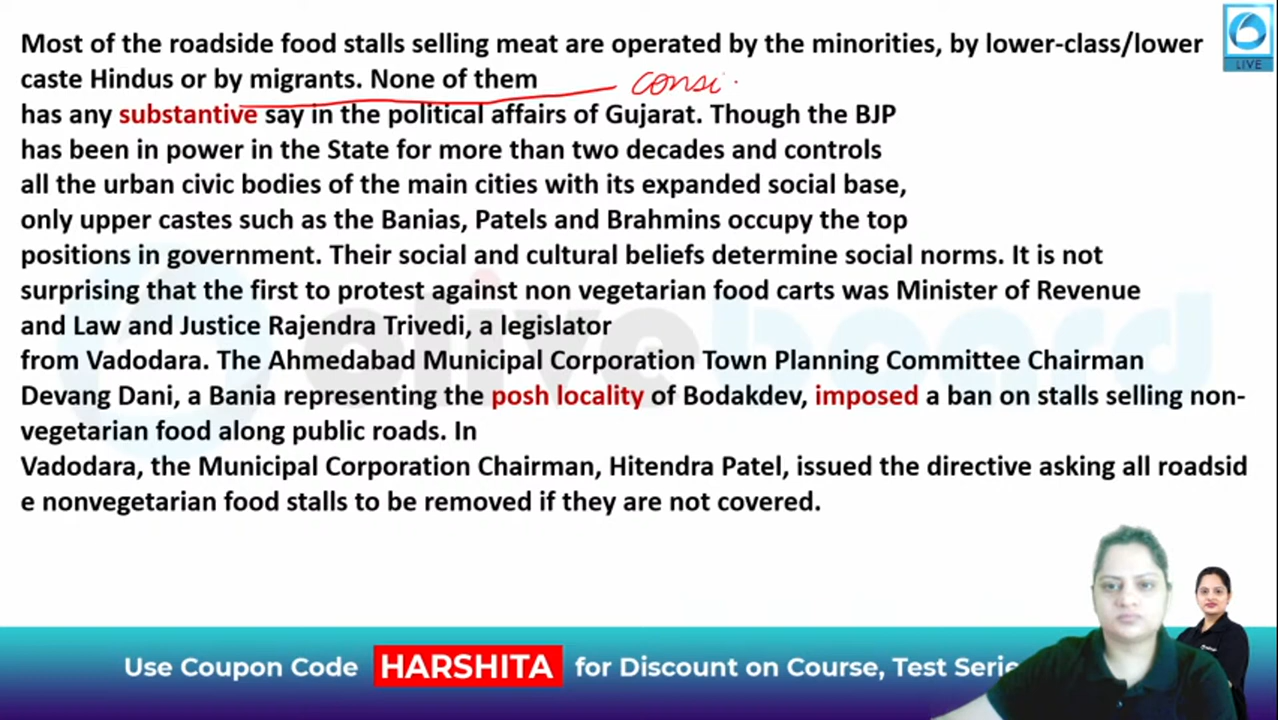 Most of the roadside food stalls selling meat are operated by the minorities, by lower-class/lower
caste Hindus or by migrants. None of them
consi
has any substantive say in the political affairs of Gujarat. Though the BJP
has been in power in the State for more than two decades and controls
all the urban civic bodies of the main cities with its expanded social base,
only upper castes such as the Banias, Patels and Brahmins occupy the top
positions in government. Their social and cultural beliefs determine social norms. It is not
surprising that the first to protest against non vegetarian food carts was Minister of Revenue
and Law and Justice Rajendra Trivedi, a legislator
from Vadodara. The Ahmedabad Municipal Corporation Town Planning Committee Chairman
Devang Dani, a Bania representing the posh locality of Bodakdev, imposed a ban on stalls selling non-
vegetarian food along public roads. In
Vadodara, the Municipal Corporation Chairman, Hitendra Patel, issued the directive asking all roadsid
e nonvegetarian food stalls to be removed if they are not covered.
LIVE
oliveboard
Use Coupon Code HARSHITA for Discount on Course, Test Serie